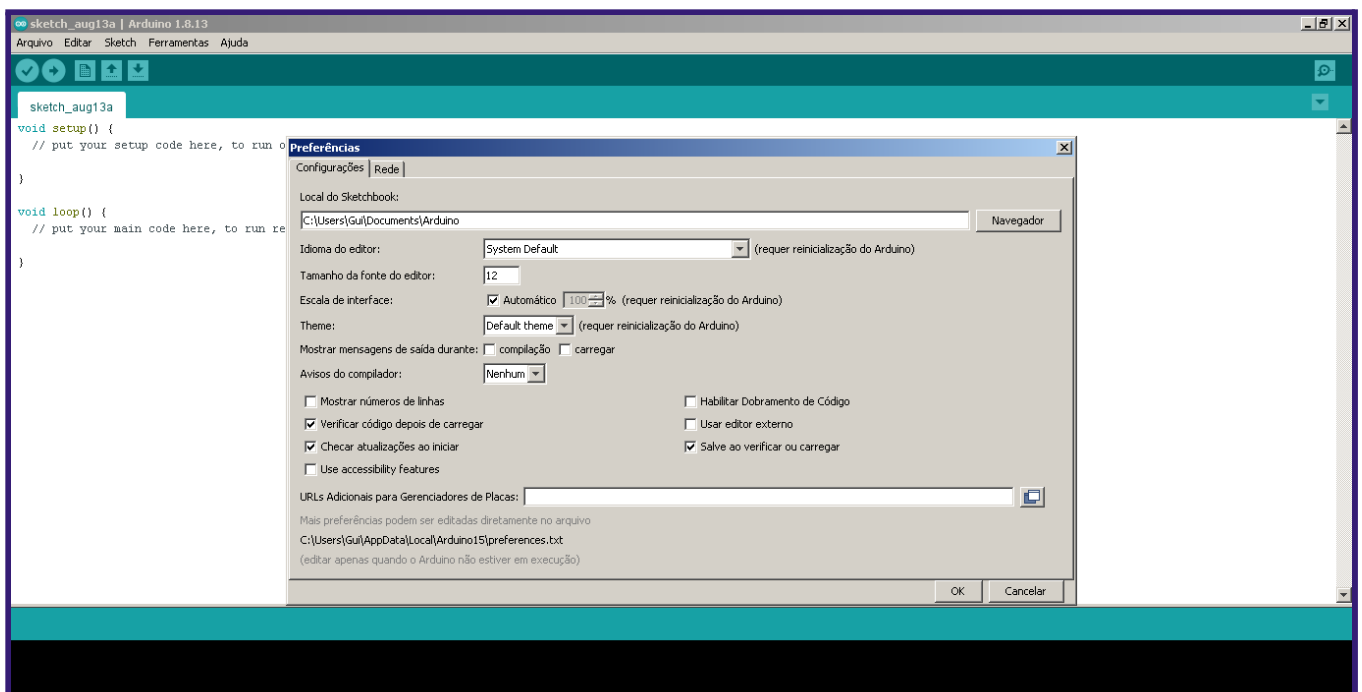 sketch_aug13a | Arduino 1.8.13
Arquivo Editar Sketch Ferramentas Ajuda
sketch_aug13a
void setup() {
// put your setup code here, to run o
}
void loop() {
// put your main code here, to run re
}
Preferências
Configurações Rede
Local do Sketchbook:
C:\Users\Gui\Documents\Arduino Navegador
Idioma do editor: System Default (requer reinicialização do Arduino)
Tamanho da fonte do editor: 12
Escala de interface: Automático 100 % (requer reinicialização do Arduino)
Theme: Default theme (requer reinicialização do Arduino)
Mostrar mensagens de saída durante: compilação carregar
Avisos do compilador: Nenhum
Mostrar números de linhas Habilitar Dobramento de Código
Verificar código depois de carregar Usar editor externo
Checar atualizações ao iniciar Salve ao verificar ou carregar
Use accessibility features
URLs Adicionais para Gerenciadores de Placas:
Mais preferências podem ser editadas diretamente no arquivo
C:\Users\Gui\AppData\Local\Arduino15\preferences.txt
(editar apenas quando o Arduino não estiver em execução)
OK Cancelar